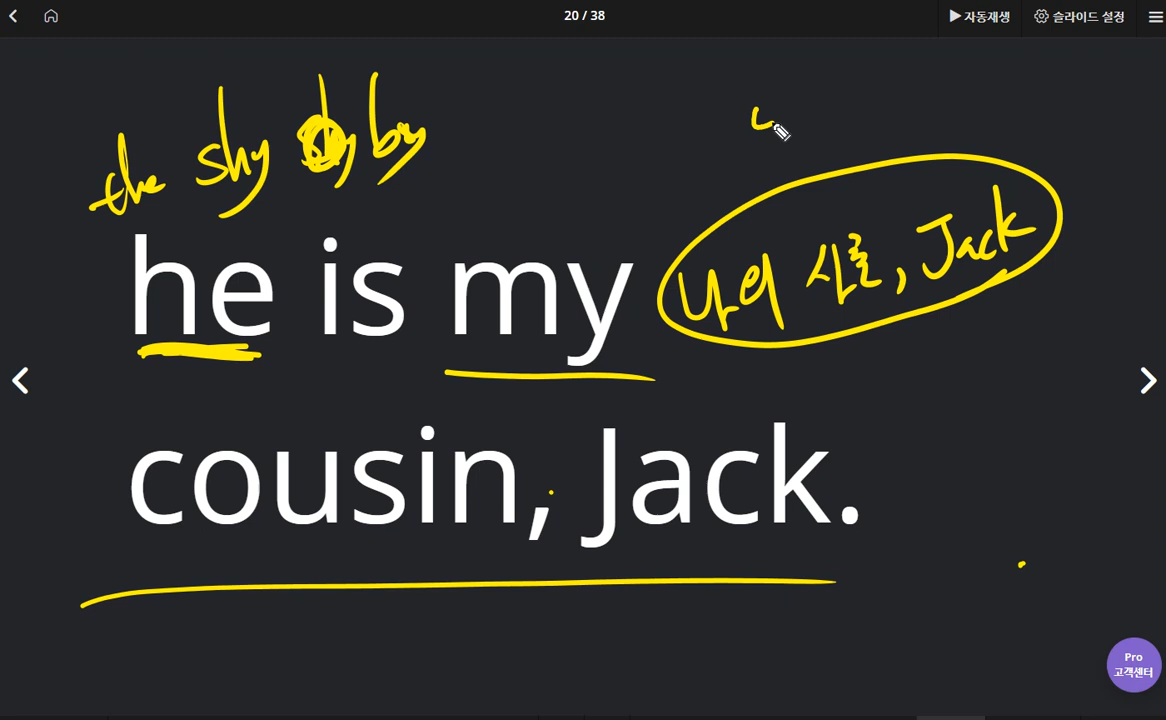 20 / 38
자동재생
슬라이드 설정
the shy boy
he is my
나의 사촌, Jack
cousin, Jack.
Pro
고객센터